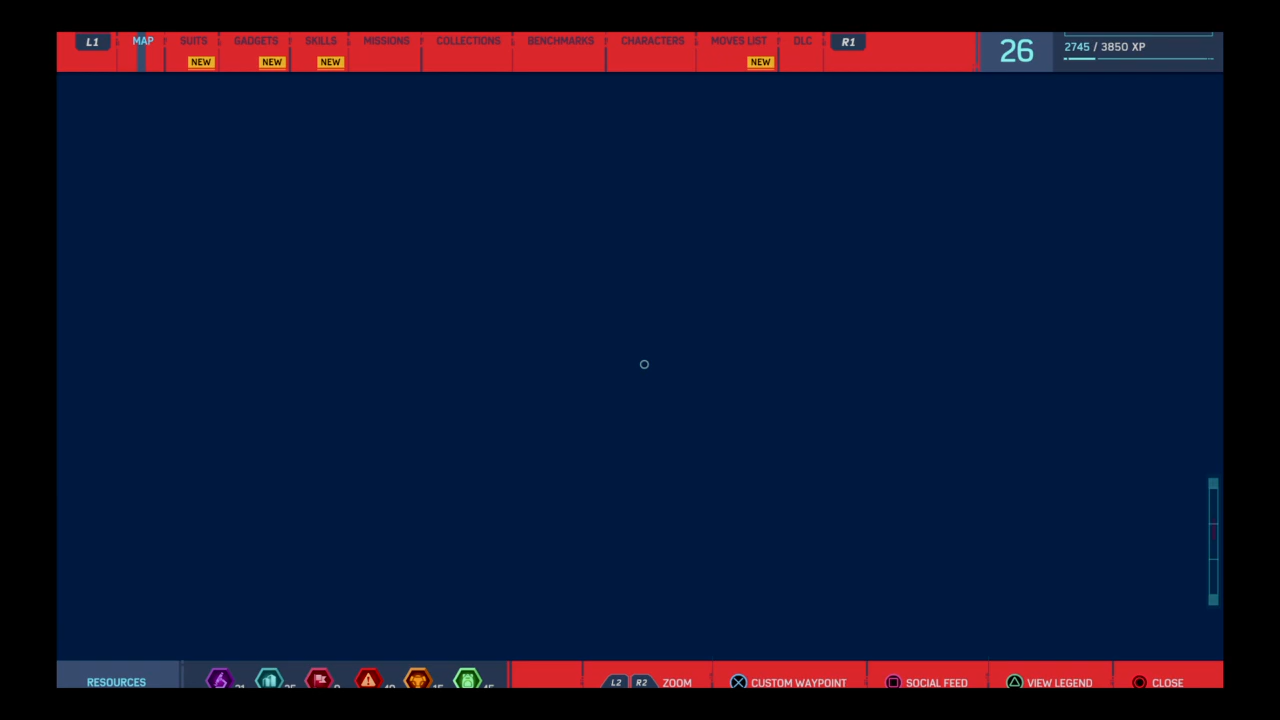 L1 MAP SUITS GADGETS SKILLS MISSIONS COLLECTIONS BENCHMARKS CHARACTERS MOVES LIST DLC R1
NEW NEW NEW NEW
26 2745 / 3850 XP
RESOURCES L2 R2 ZOOM CUSTOM WAYPOINT SOCIAL FEED VIEW LEGEND CLOSE